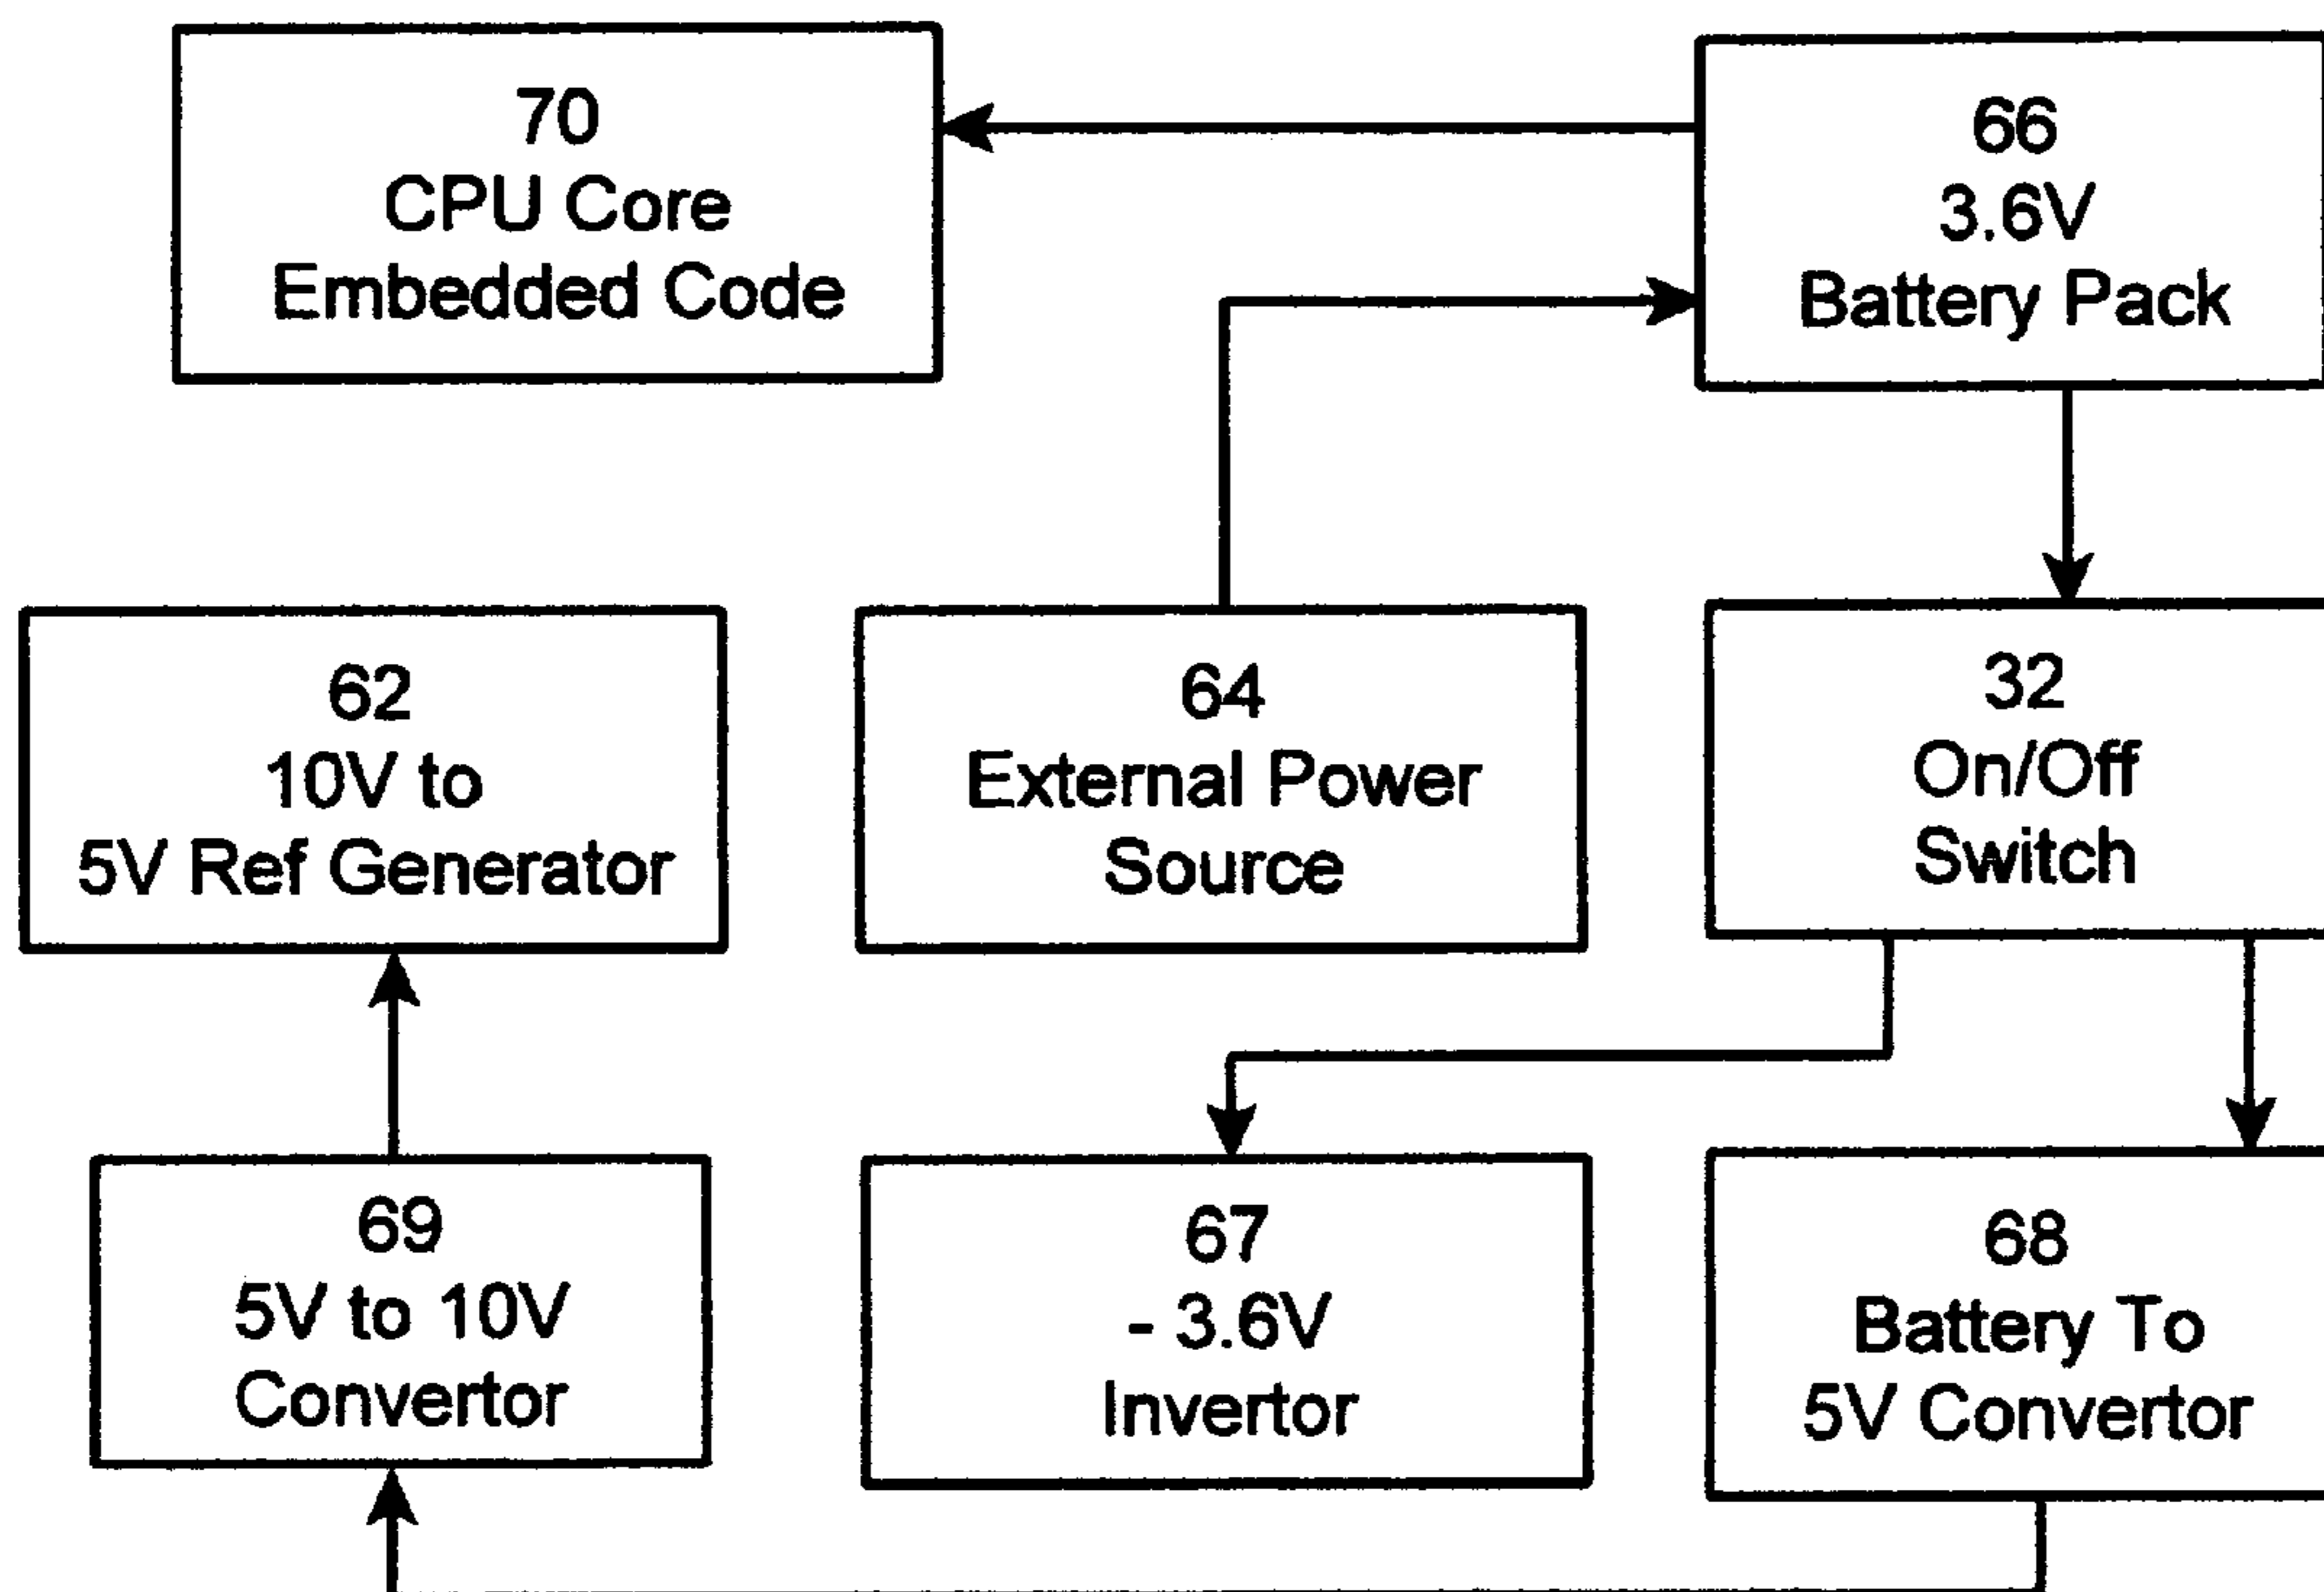 70
CPU Core
Embedded Code
66
3.6V
Battery Pack
62
10V to
5V Ref Generator
64
External Power
Source
32
On/Off
Switch
69
5V to 10V
Convertor
67
- 3.6V
Invertor
68
Battery To
5V Convertor